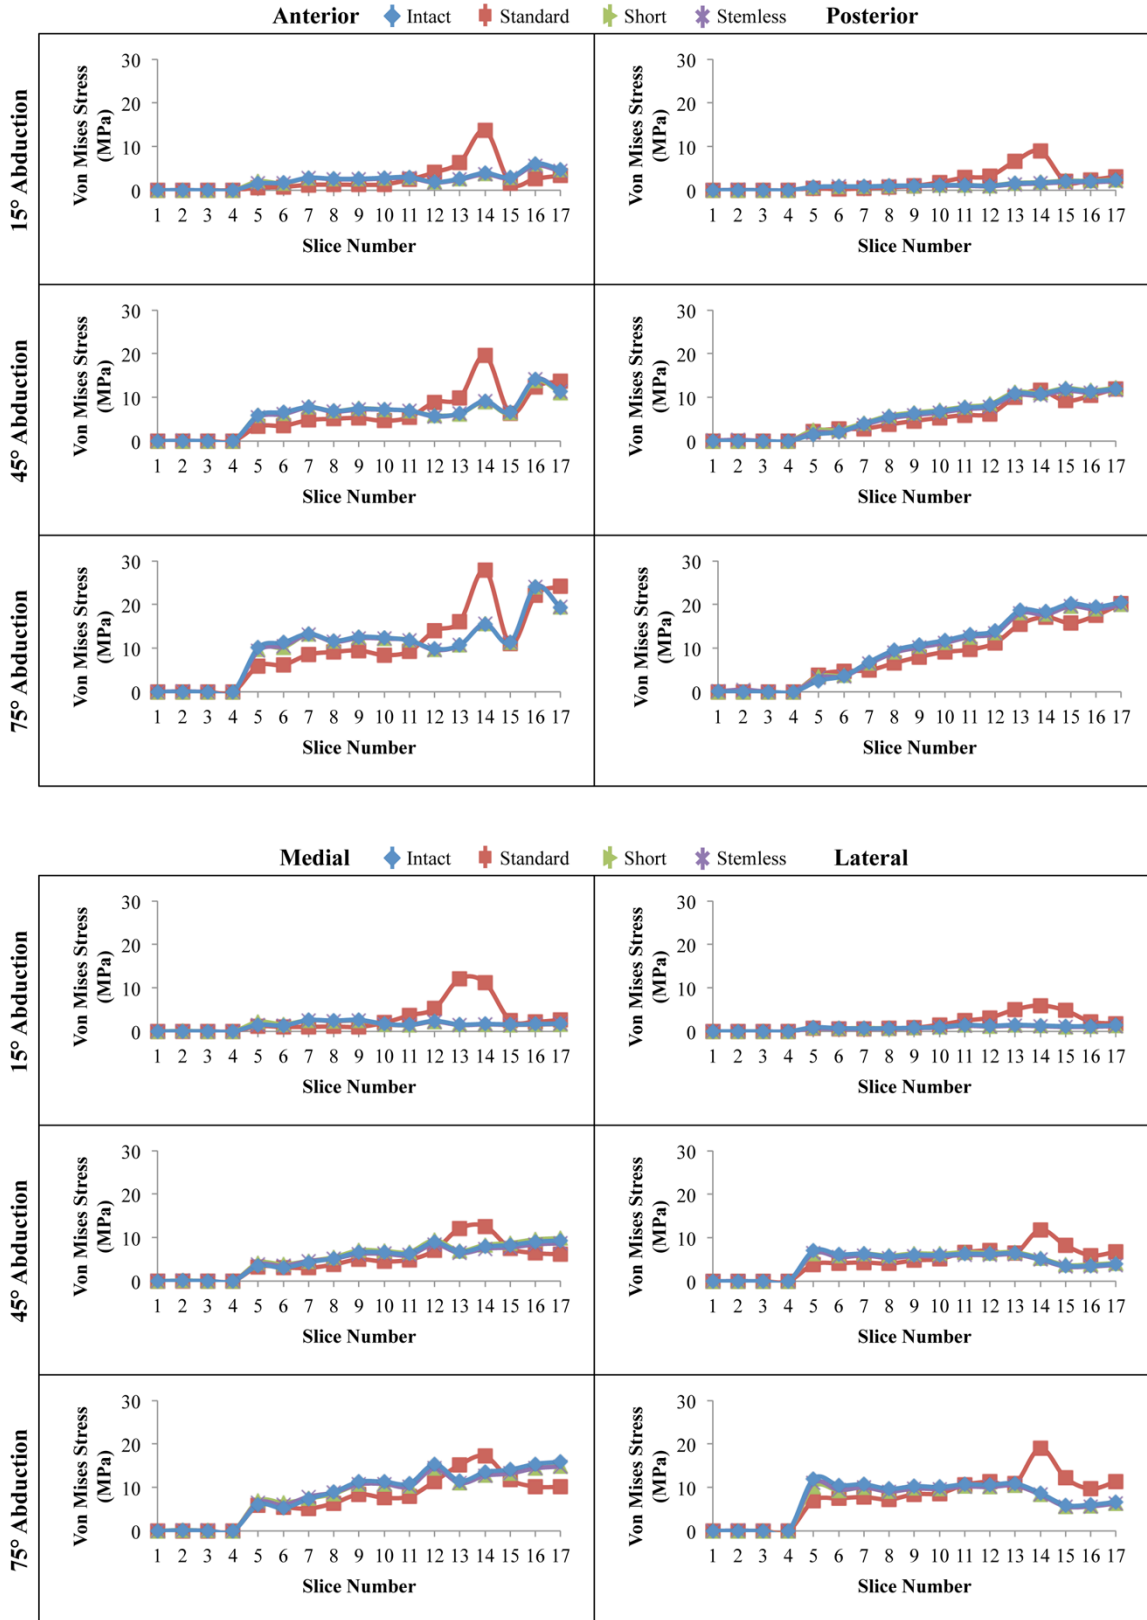 Anterior Intact Standard Short Stemless Posterior
15° Abduction
Von Mises Stress
(MPa)
30
20
10
0
1 2 3 4 5 6 7 8 9 10 11 12 13 14 15 16 17
Slice Number
Von Mises Stress
(MPa)
30
20
10
0
1 2 3 4 5 6 7 8 9 10 11 12 13 14 15 16 17
Slice Number
45° Abduction
Von Mises Stress
(MPa)
30
20
10
0
1 2 3 4 5 6 7 8 9 10 11 12 13 14 15 16 17
Slice Number
Von Mises Stress
(MPa)
30
20
10
0
1 2 3 4 5 6 7 8 9 10 11 12 13 14 15 16 17
Slice Number
75° Abduction
Von Mises Stress
(MPa)
30
20
10
0
1 2 3 4 5 6 7 8 9 10 11 12 13 14 15 16 17
Slice Number
Von Mises Stress
(MPa)
30
20
10
0
1 2 3 4 5 6 7 8 9 10 11 12 13 14 15 16 17
Slice Number
Medial Intact Standard Short Stemless Lateral
15° Abduction
Von Mises Stress
(MPa)
30
20
10
0
1 2 3 4 5 6 7 8 9 10 11 12 13 14 15 16 17
Slice Number
Von Mises Stress
(MPa)
30
20
10
0
1 2 3 4 5 6 7 8 9 10 11 12 13 14 15 16 17
Slice Number
45° Abduction
Von Mises Stress
(MPa)
30
20
10
0
1 2 3 4 5 6 7 8 9 10 11 12 13 14 15 16 17
Slice Number
Von Mises Stress
(MPa)
30
20
10
0
1 2 3 4 5 6 7 8 9 10 11 12 13 14 15 16 17
Slice Number
75° Abduction
Von Mises Stress
(MPa)
30
20
10
0
1 2 3 4 5 6 7 8 9 10 11 12 13 14 15 16 17
Slice Number
Von Mises Stress
(MPa)
30
20
10
0
1 2 3 4 5 6 7 8 9 10 11 12 13 14 15 16 17
Slice Number